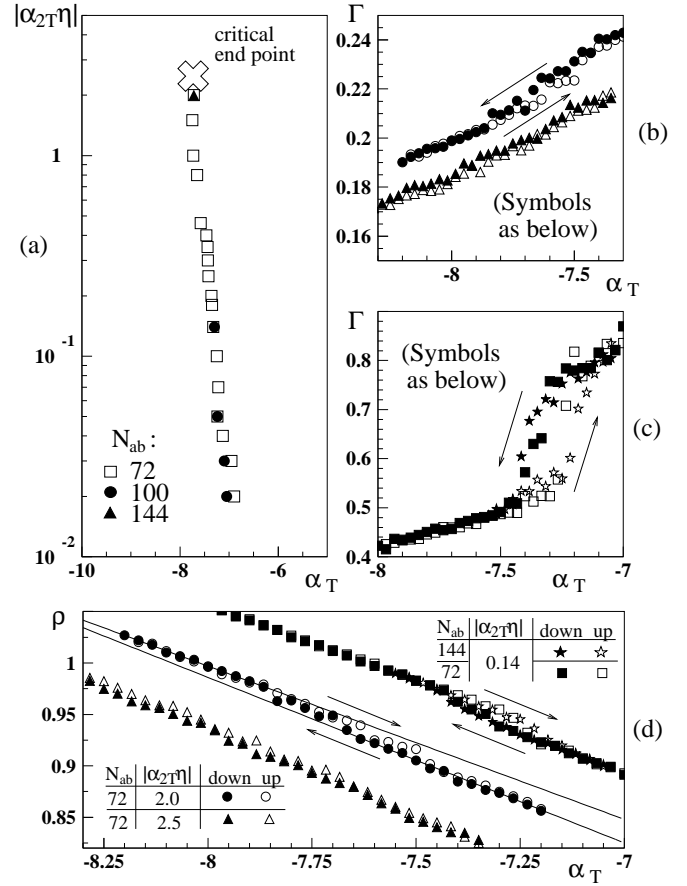 |α₂Tη|
(a)
critical
end point
1
10⁻¹
10⁻²
N_ab :
72
100
144
-10 -8 -6
α_T
Γ
(b)
0.24
0.22
0.2
0.18
0.16
(Symbols
as below)
-8 -7.5
α_T
Γ
(c)
0.8
0.7
0.6
0.5
0.4
(Symbols
as below)
-8 -7.5 -7
α_T
ρ
(d)
1
0.95
0.9
0.85
N_ab |α₂Tη| down up
144
72
0.14
N_ab |α₂Tη| down up
72 2.0
72 2.5
-8.25 -8 -7.75 -7.5 -7.25 -7
α_T